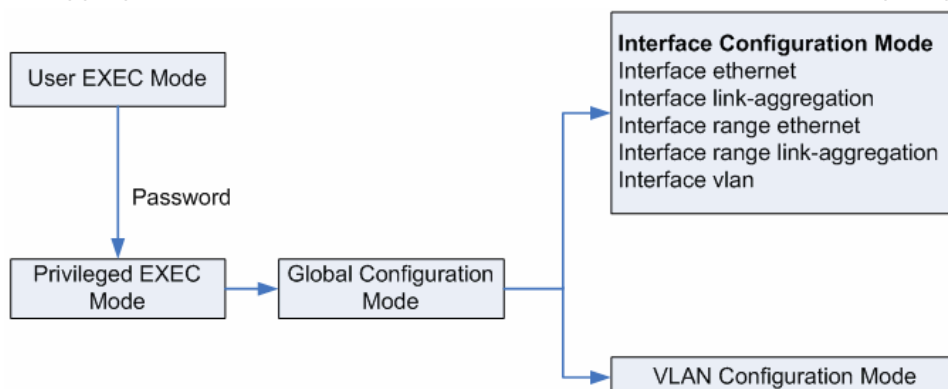 User EXEC Mode
Password
Privileged EXEC
Mode
Global Configuration
Mode
Interface Configuration Mode
Interface ethernet
Interface link-aggregation
Interface range ethernet
Interface range link-aggregation
Interface vlan
VLAN Configuration Mode